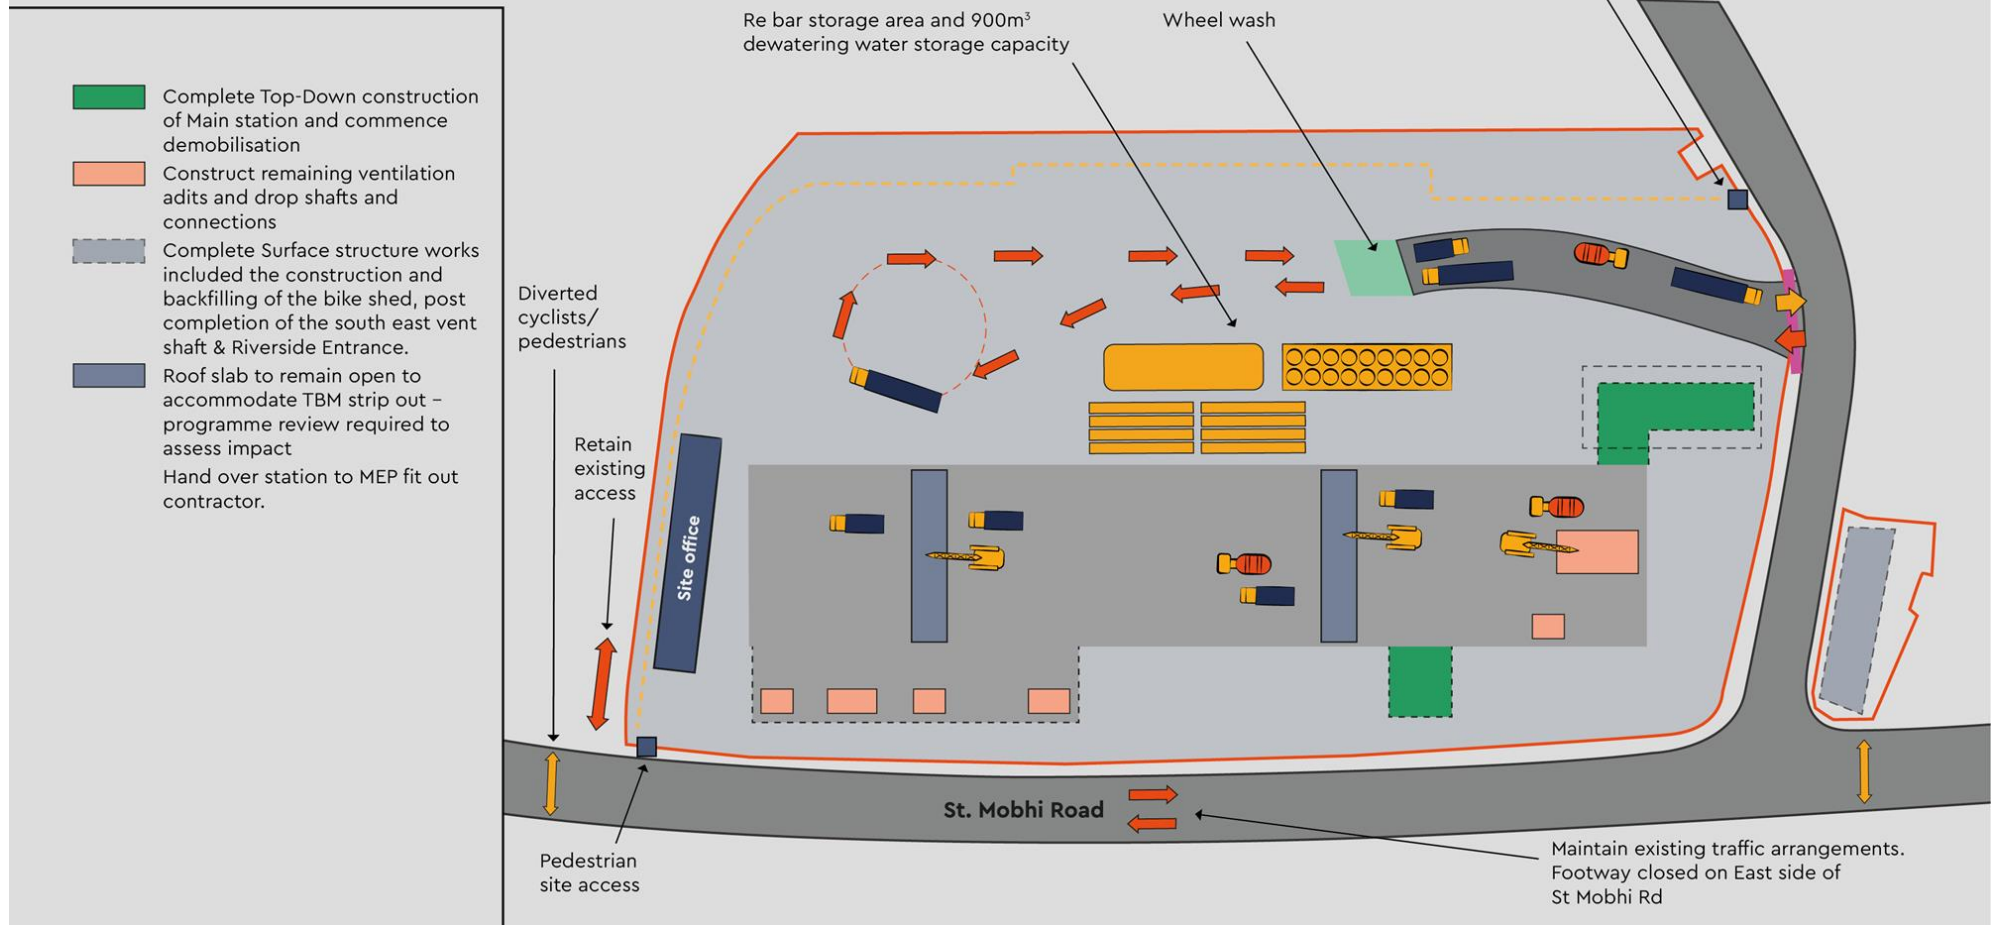 Re bar storage area and 900m³
dewatering water storage capacity
Wheel wash
Complete Top-Down construction
of Main station and commence
demobilisation
Construct remaining ventilation
adits and drop shafts and
connections
Complete Surface structure works
included the construction and
backfilling of the bike shed, post
completion of the south east vent
shaft & Riverside Entrance.
Roof slab to remain open to
accommodate TBM strip out –
programme review required to
assess impact
Hand over station to MEP fit out
contractor.
Diverted
cyclists/
pedestrians
Retain
existing
access
Site office
St. Mobhi Road
Pedestrian
site access
Maintain existing traffic arrangements.
Footway closed on East side of
St Mobhi Rd